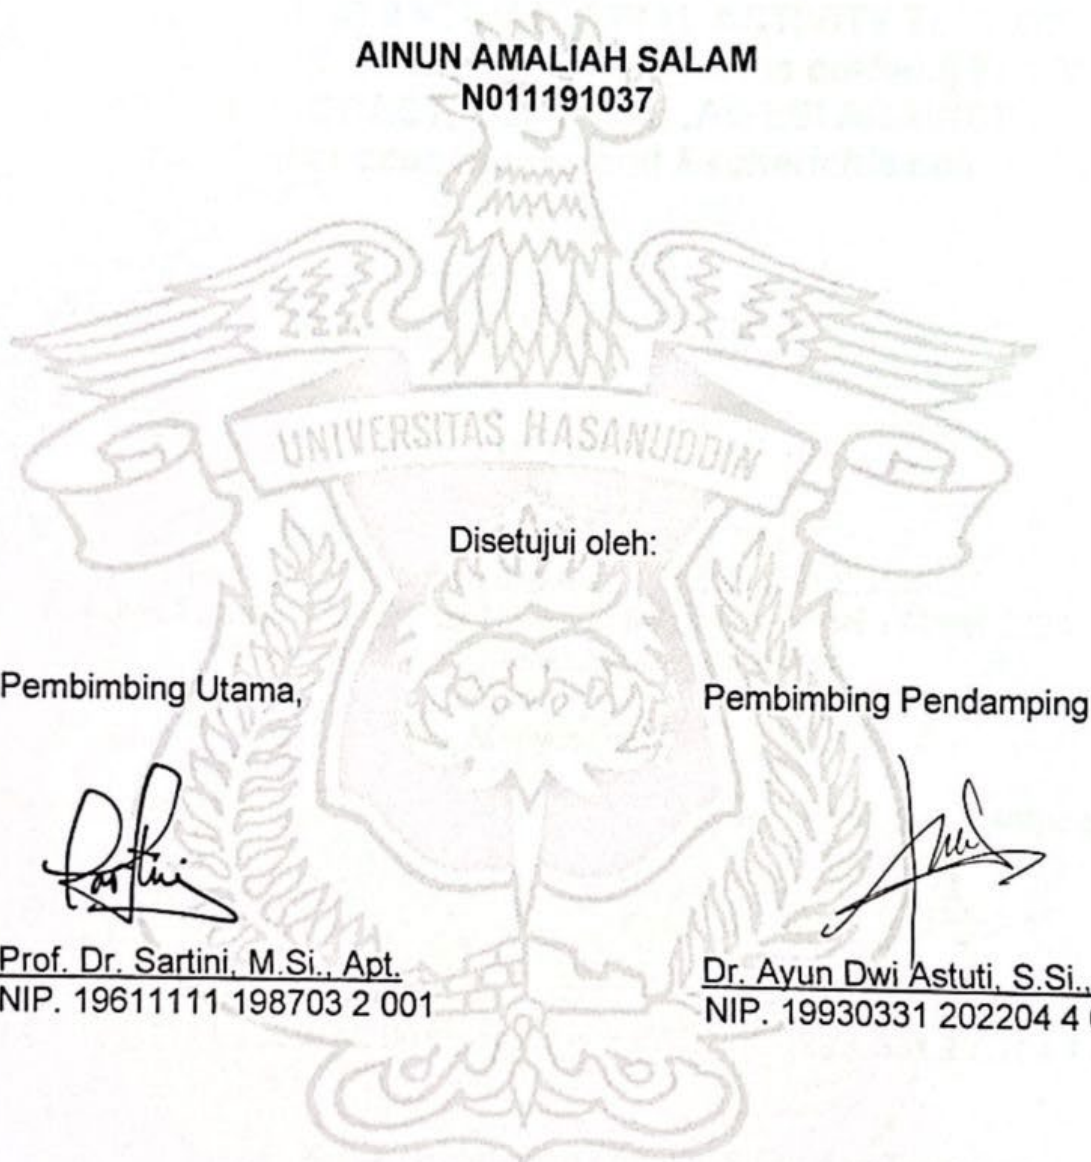 AINUN AMALIAH SALAM
N011191037
UNIVERSITAS HASANUDDIN
Disetujui oleh:
Pembimbing Utama,
Pembimbing Pendamping
Prof. Dr. Sartini, M.Si., Apt.
NIP. 19611111 198703 2 001
Dr. Ayun Dwi Astuti, S.Si.,
NIP. 19930331 202204 4